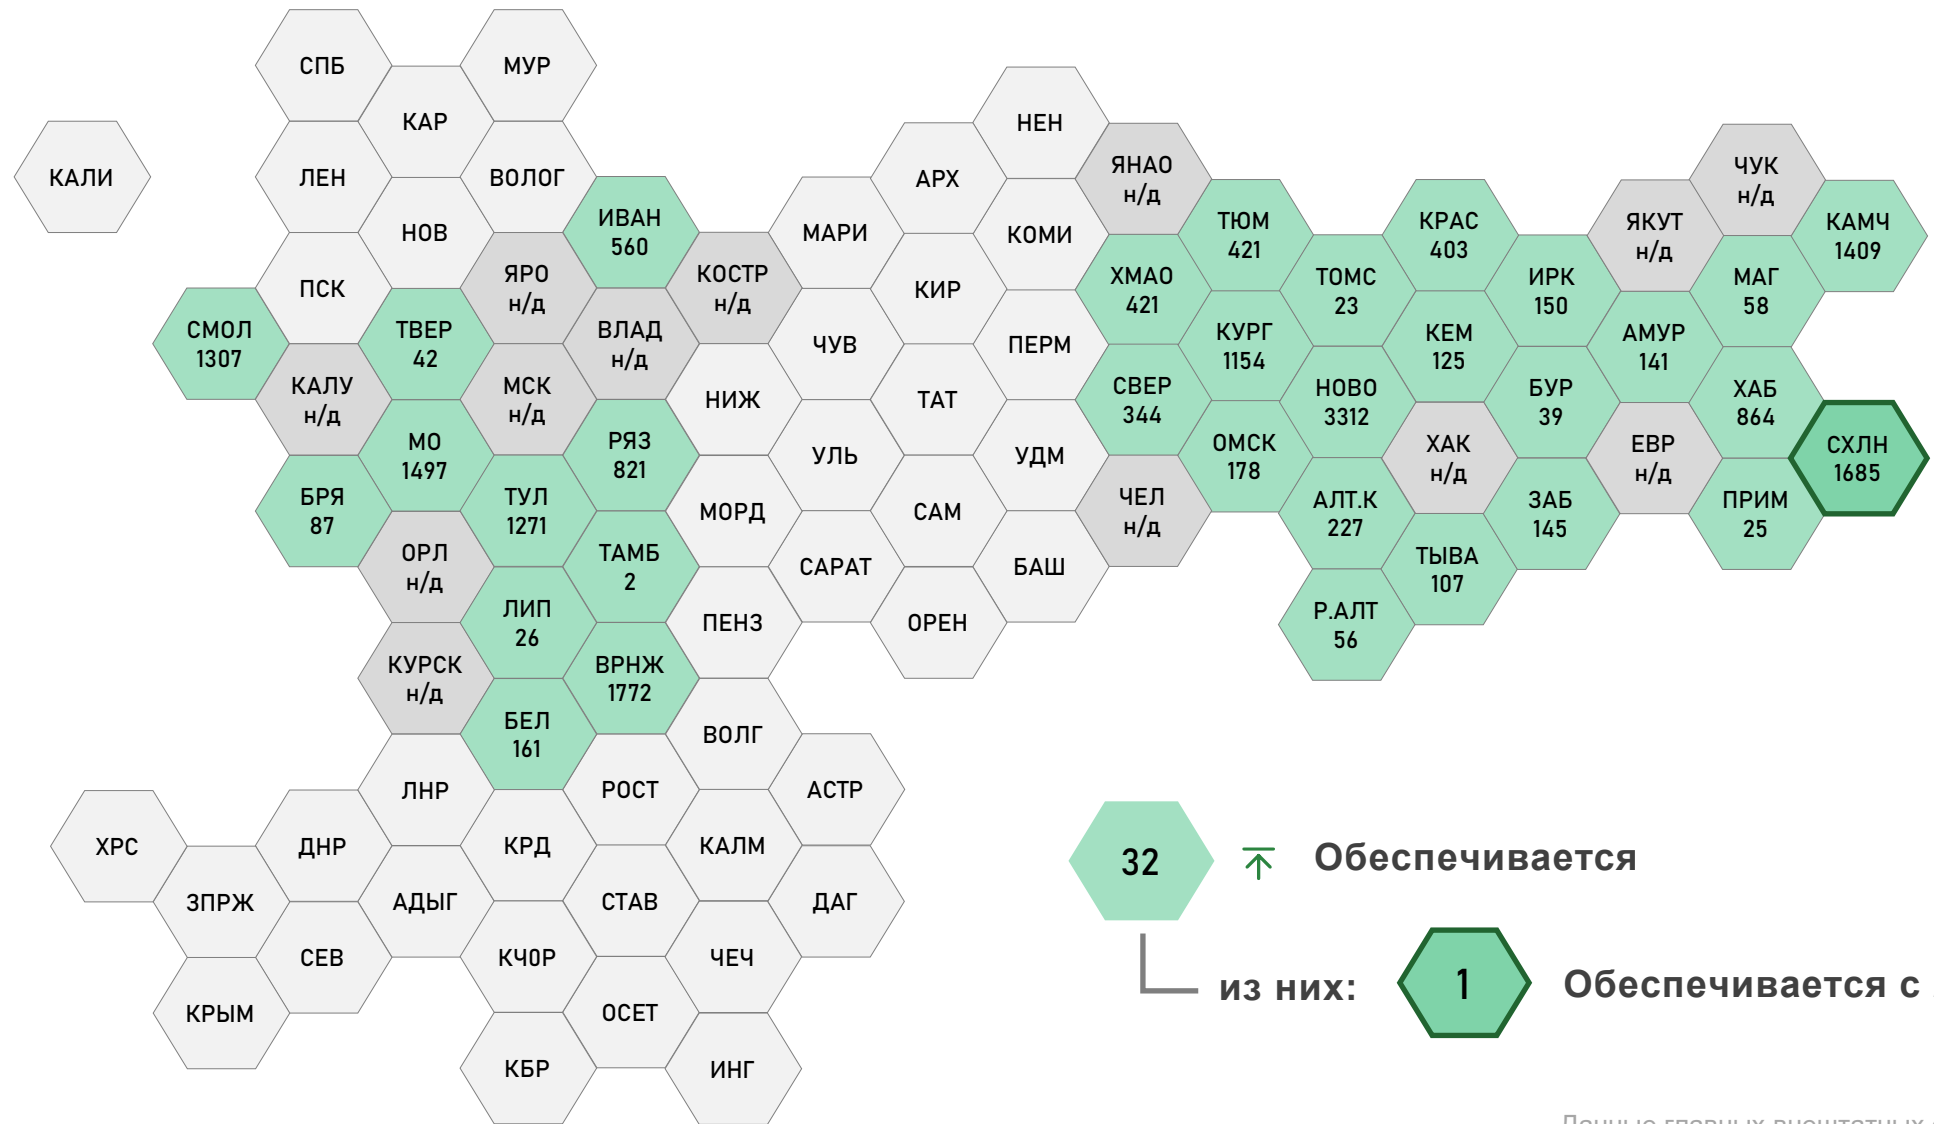 СПБ
МУР
КАР
НЕН
КАЛИ
ЛЕН
ВОЛОГ
АРХ
ЯНАО
н/д
ЧУК
н/д
ИВАН
560
НОВ
МАРИ
КОМИ
ТЮМ
421
КРАС
403
ЯКУТ
н/д
КАМЧ
1409
ПСК
ЯРО
н/д
КОСТР
н/д
КИР
ХМАО
421
ТОМС
23
ИРК
150
МАГ
58
СМОЛ
1307
ТВЕР
42
ВЛАД
н/д
ЧУВ
ПЕРМ
КУРГ
1154
КЕМ
125
АМУР
141
КАЛУ
н/д
МСК
н/д
НИЖ
ТАТ
СВЕР
344
НОВО
3312
БУР
39
ХАБ
864
МО
1497
РЯЗ
821
УЛЬ
УДМ
ОМСК
178
ХАК
н/д
ЕВР
н/д
СХЛН
1685
БРЯ
87
ТУЛ
1271
МОРД
САМ
ЧЕЛ
н/д
АЛТ.К
227
ЗАБ
145
ПРИМ
25
ОРЛ
н/д
ТАМБ
2
САРАТ
БАШ
ТЫВА
107
ЛИП
26
ПЕНЗ
ОРЕН
Р.АЛТ
56
КУРСК
н/д
ВРНЖ
1772
БЕЛ
161
ВОЛГ
ЛНР
РОСТ
АСТР
ХРС
ДНР
КРД
КАЛМ
ЗПРЖ
АДЫГ
СТАВ
ДАГ
СЕВ
КЧОР
ЧЕЧ
КРЫМ
ОСЕТ
КБР
ИНГ
32
Обеспечивается
из них:
1
Обеспечивается с